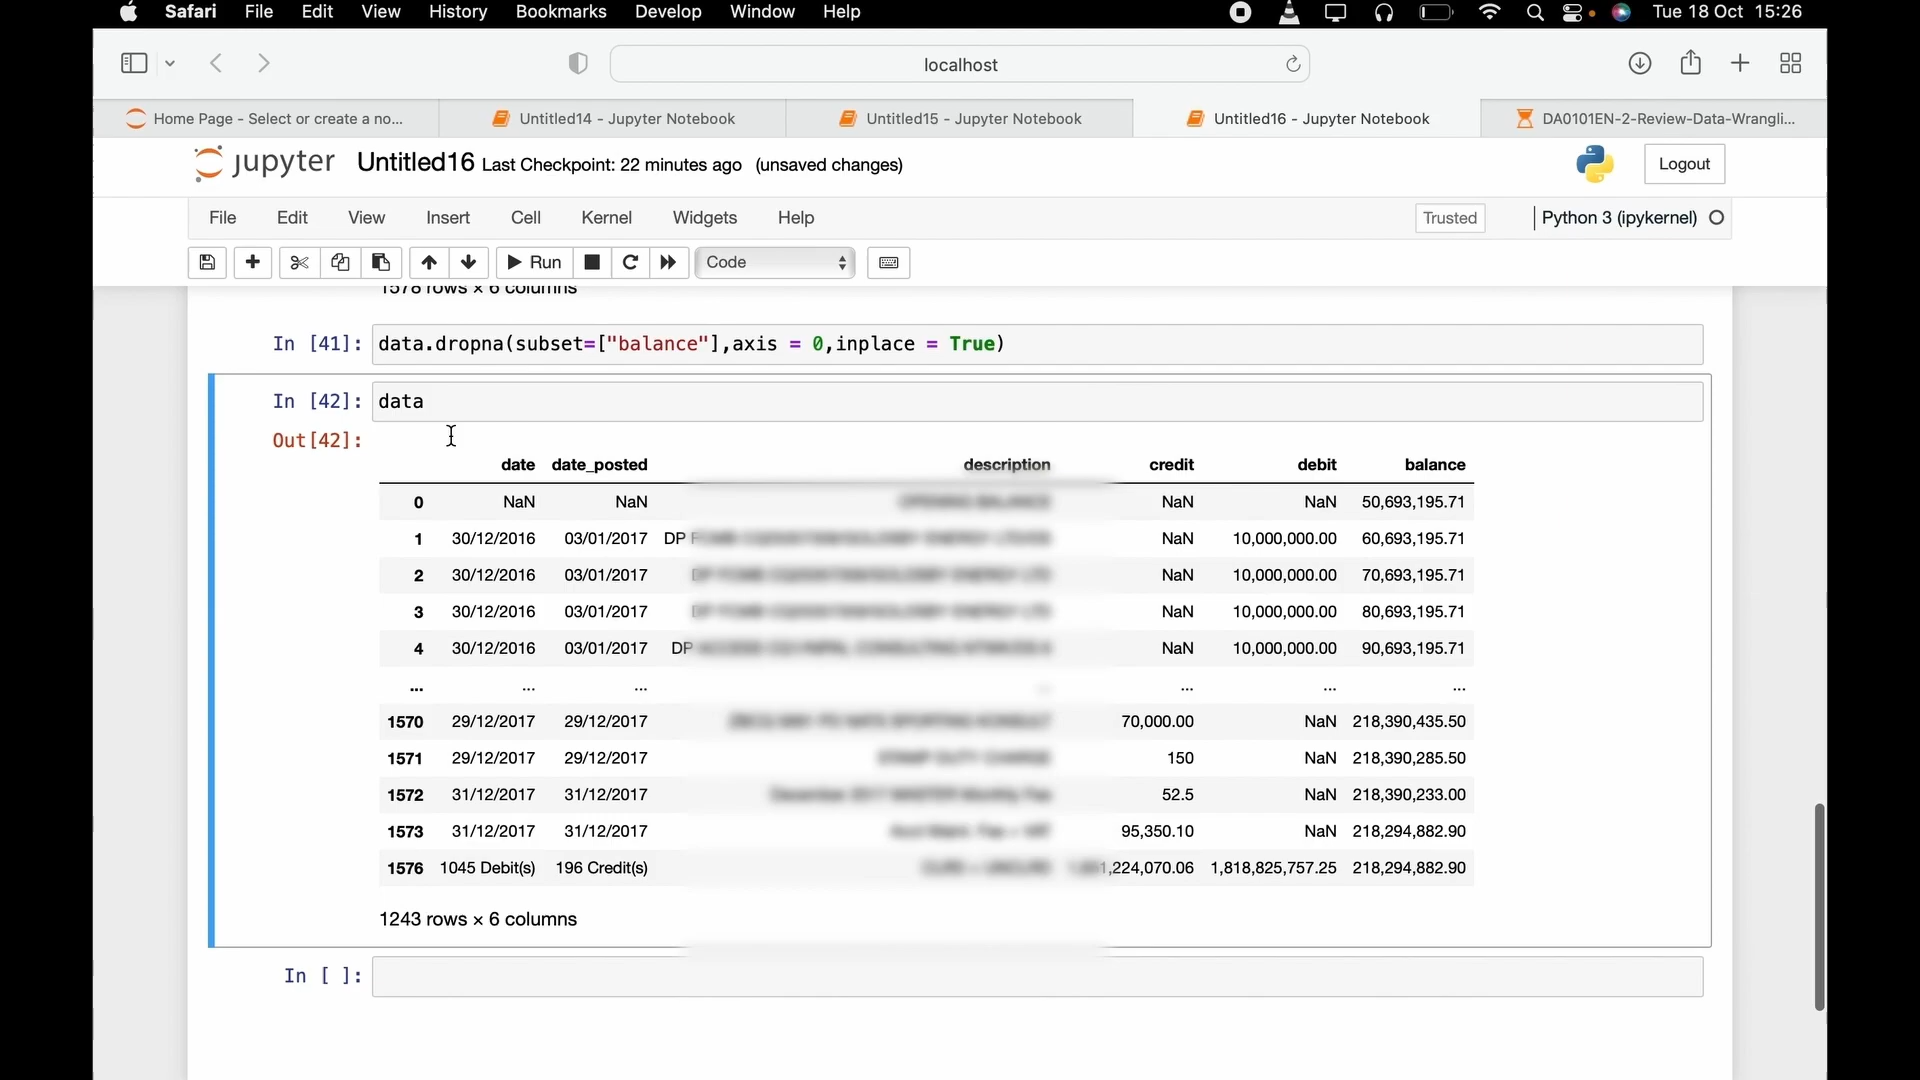 Safari File Edit View History Bookmarks Develop Window Help Tue 18 Oct 15:26
localhost
Home Page - Select or create a no... Untitled14 - Jupyter Notebook Untitled15 - Jupyter Notebook Untitled16 - Jupyter Notebook DA0101EN-2-Review-Data-Wrangli...
jupyter Untitled16 Last Checkpoint: 22 minutes ago (unsaved changes) Logout
File Edit View Insert Cell Kernel Widgets Help Trusted Python 3 (ipykernel)
Run Code
1578 rows × 6 columns
In [41]: data.dropna(subset=["balance"],axis = 0,inplace = True)
In [42]: data
Out[42]:
date date_posted description credit debit balance
0 NaN NaN NaN NaN 50,693,195.71
1 30/12/2016 03/01/2017 DP NaN 10,000,000.00 60,693,195.71
2 30/12/2016 03/01/2017 NaN 10,000,000.00 70,693,195.71
3 30/12/2016 03/01/2017 NaN 10,000,000.00 80,693,195.71
4 30/12/2016 03/01/2017 DP NaN 10,000,000.00 90,693,195.71
... ... ... ... ... ...
1570 29/12/2017 29/12/2017 70,000.00 NaN 218,390,435.50
1571 29/12/2017 29/12/2017 150 NaN 218,390,285.50
1572 31/12/2017 31/12/2017 52.5 NaN 218,390,233.00
1573 31/12/2017 31/12/2017 95,350.10 NaN 218,294,882.90
1576 1045 Debit(s) 196 Credit(s) 1,818,825,757.25 218,294,882.90
1243 rows × 6 columns
In [ ]: